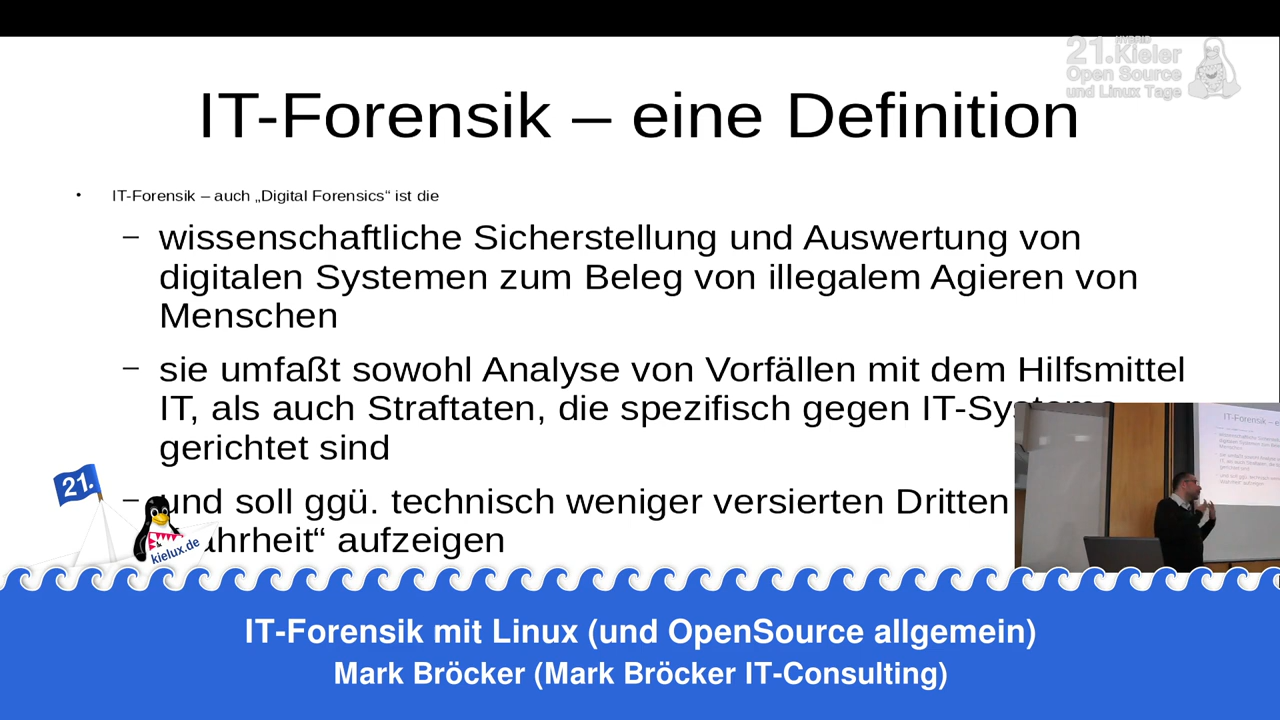 21.Kieler
HYBRID
Open Source
und Linux Tage
IT-Forensik – eine Definition
• IT-Forensik – auch „Digital Forensics“ ist die
– wissenschaftliche Sicherstellung und Auswertung von
digitalen Systemen zum Beleg von illegalem Agieren von
Menschen
– sie umfaßt sowohl Analyse von Vorfällen mit dem Hilfsmittel
IT, als auch Straftaten, die spezifisch gegen IT-Systeme
gerichtet sind
– und soll ggü. technisch weniger versierten Dritten
ahrheit“ aufzeigen
21.
kielux.de
IT-Forensik mit Linux (und OpenSource allgemein)
Mark Bröcker (Mark Bröcker IT-Consulting)